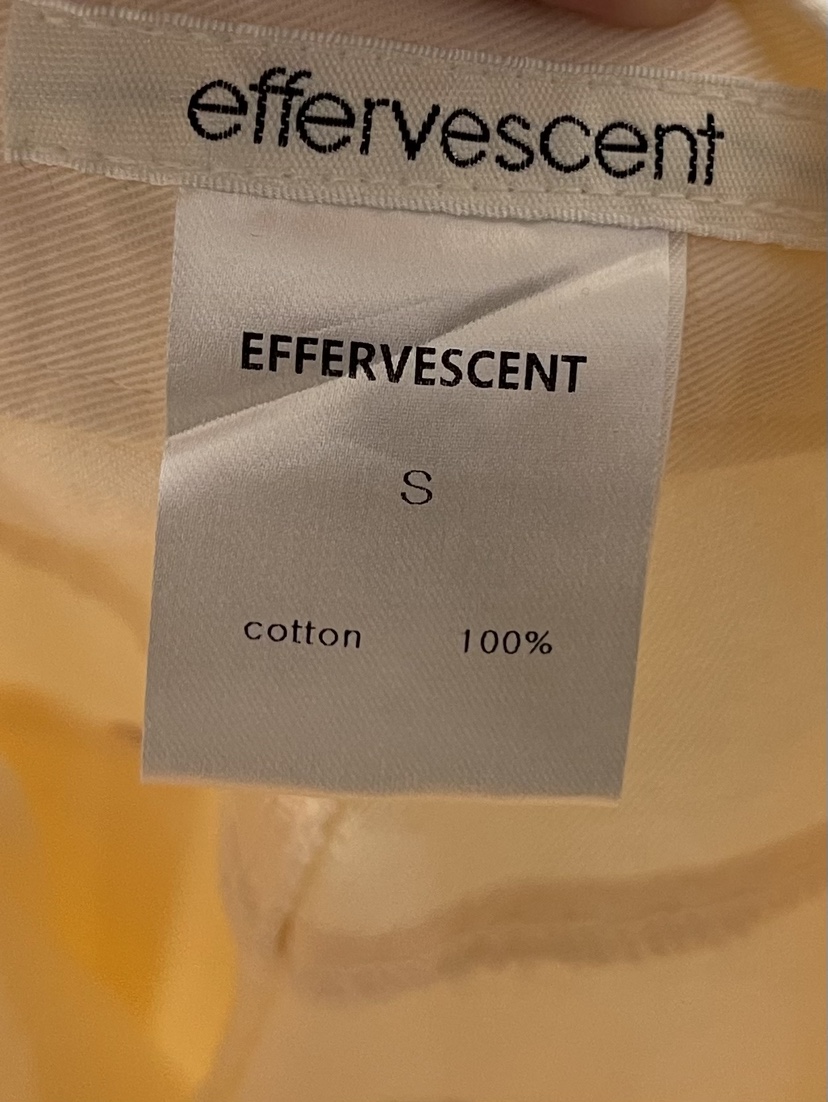 effervescent
EFFERVESCENT
S
cotton 100%